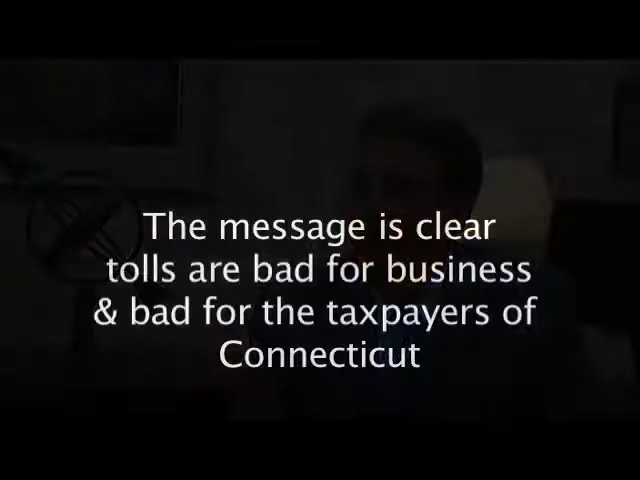 The message is clear
tolls are bad for business
& bad for the taxpayers of
Connecticut